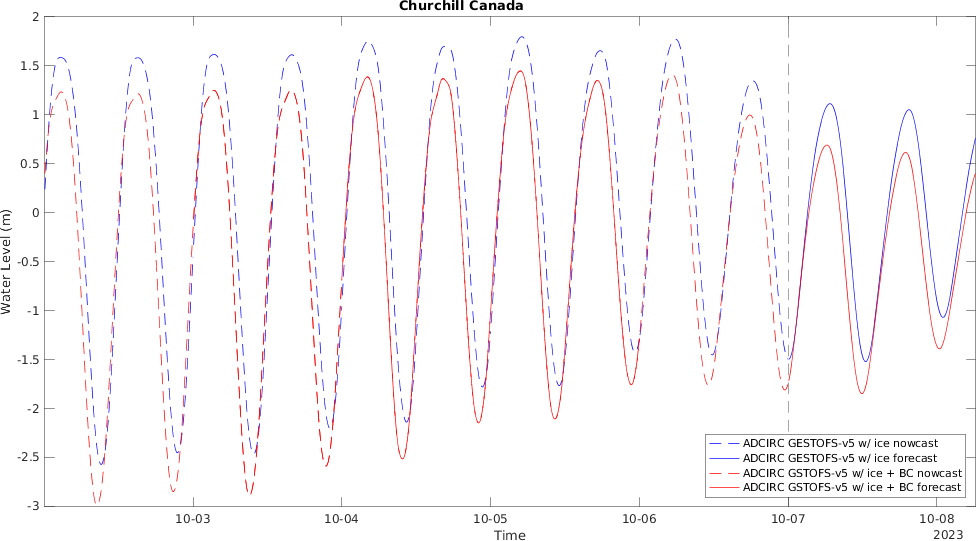 Churchill Canada
2
1.5
1
0.5
0
-0.5
-1
-1.5
-2
-2.5
-3
Water Level (m)
ADCIRC GESTOFS-v5 w/ ice nowcast
ADCIRC GESTOFS-v5 w/ ice forecast
ADCIRC GSTOFS-v5 w/ ice + BC nowcast
ADCIRC GSTOFS-v5 w/ ice + BC forecast
10-03 10-04 10-05 10-06 10-07 10-08
Time
2023